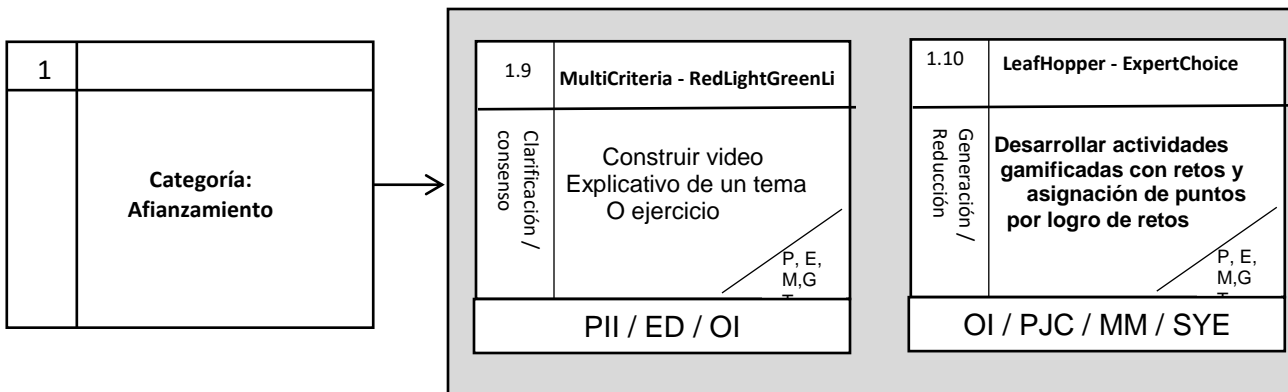 1
Categoría:
Afianzamiento
1.9
MultiCriteria - RedLightGreenLi
Clarificación /
consenso
Construir video
Explicativo de un tema
O ejercicio
P, E,
M,G
PII / ED / OI
1.10
LeafHopper - ExpertChoice
Generación /
Reducción
Desarrollar actividades
gamificadas con retos y
asignación de puntos
por logro de retos
P, E,
M,G
OI / PJC / MM / SYE